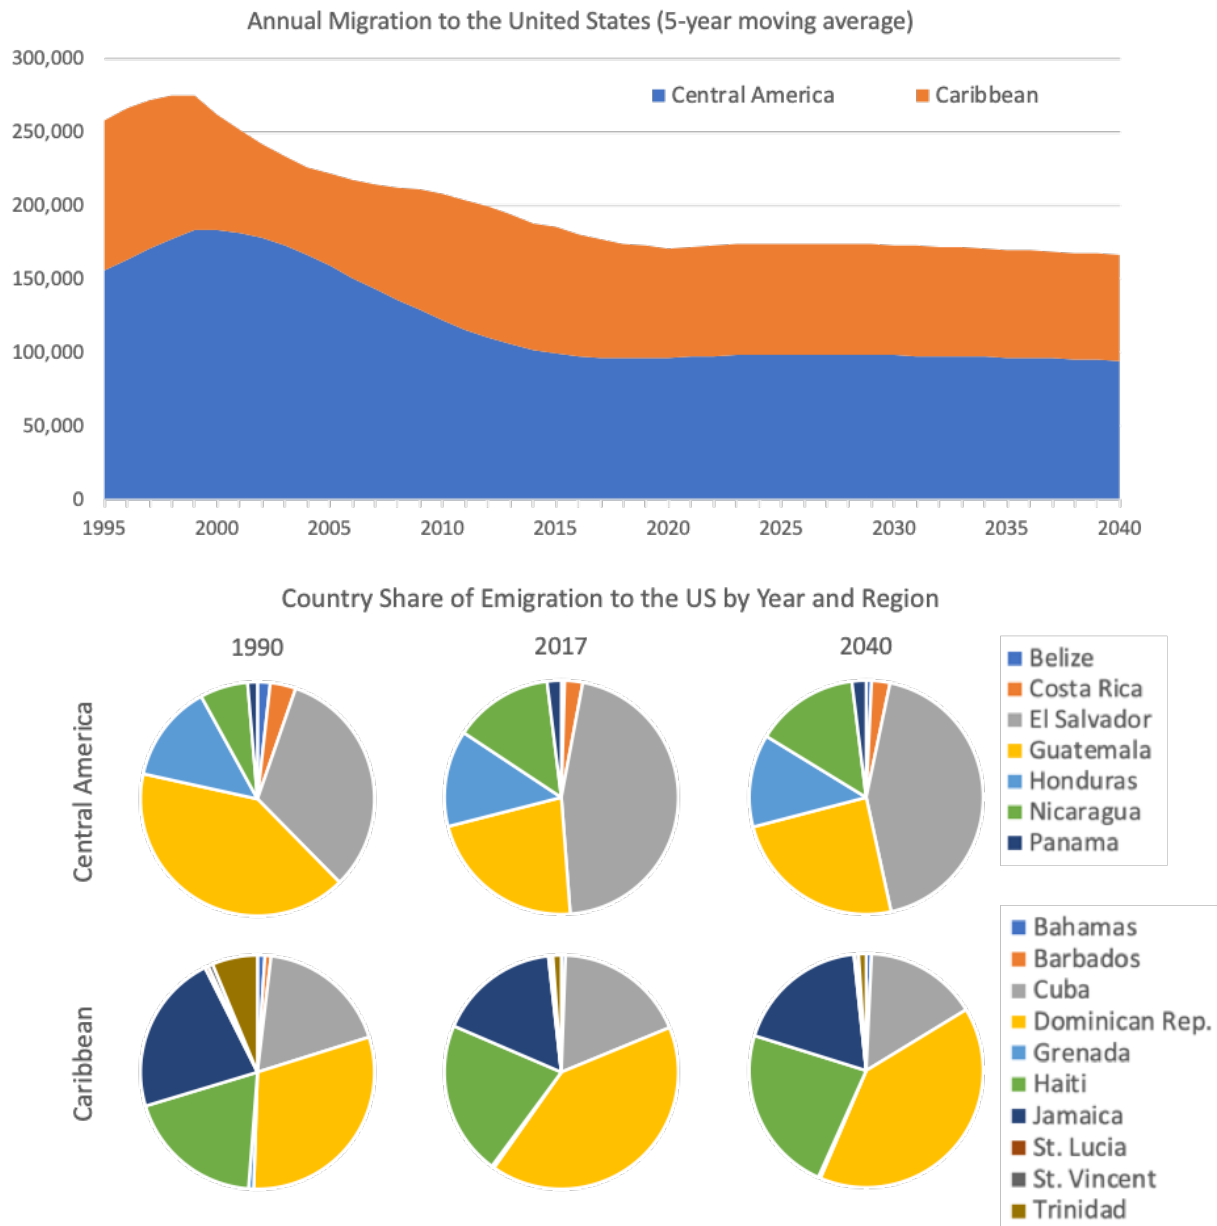 Annual Migration to the United States (5-year moving average)
300,000
Central America
Caribbean
250,000
200,000
150,000
100,000
50,000
0
1995 2000 2005 2010 2015 2020 2025 2030 2035 2040
Country Share of Emigration to the US by Year and Region
1990 2017 2040
Central America
Belize
Costa Rica
El Salvador
Guatemala
Honduras
Nicaragua
Panama
Caribbean
Bahamas
Barbados
Cuba
Dominican Rep.
Grenada
Haiti
Jamaica
St. Lucia
St. Vincent
Trinidad